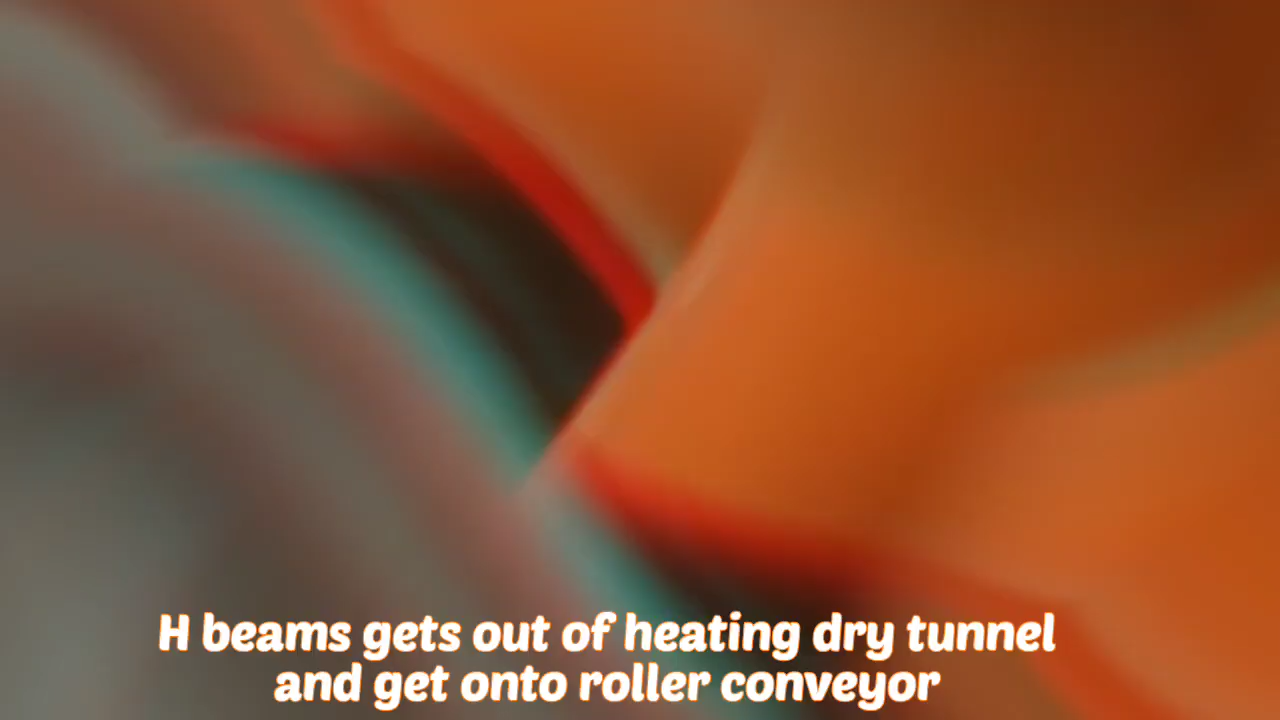 H beams gets out of heating dry tunnel
and get onto roller conveyor